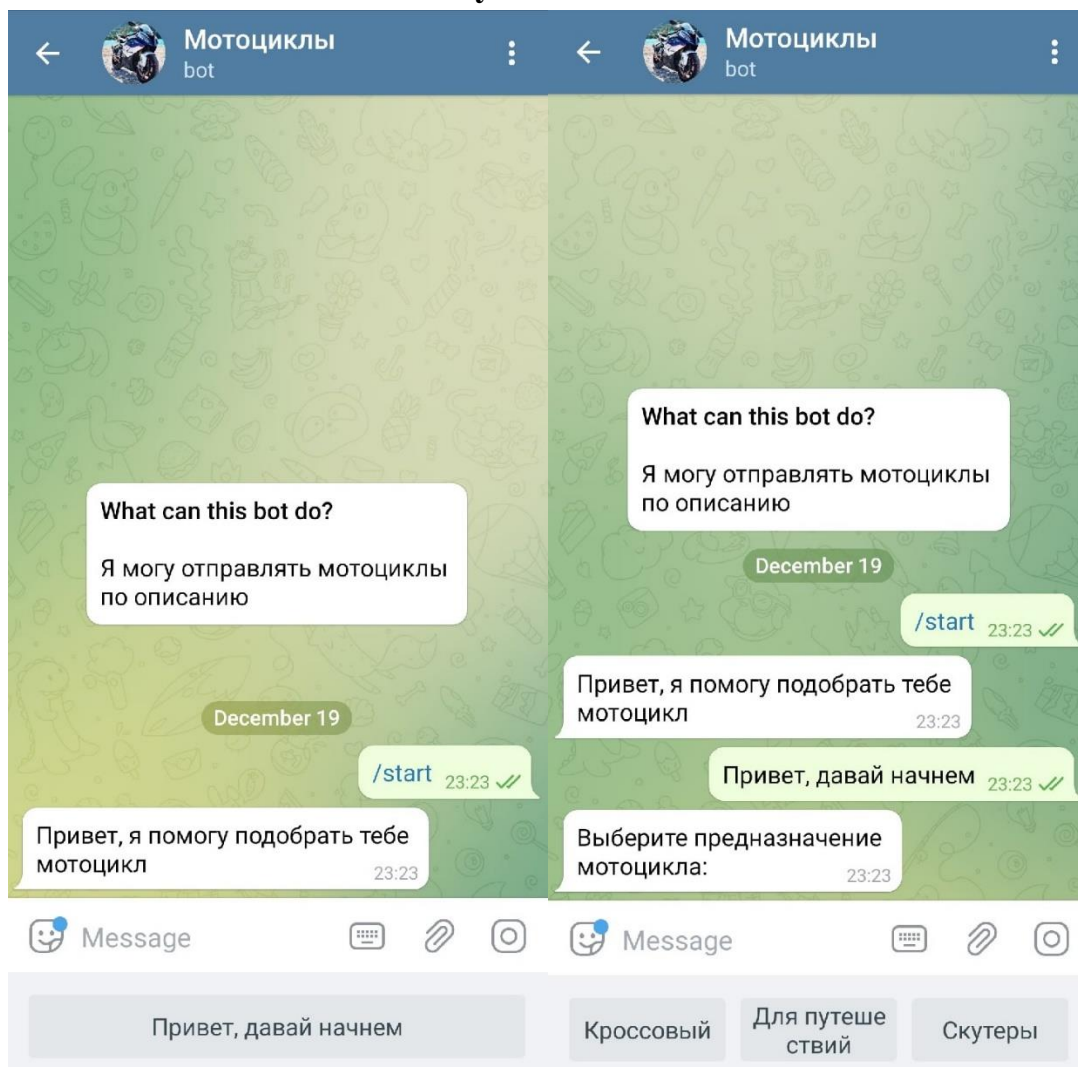 Мотоциклы
bot
What can this bot do?
Я могу отправлять мотоциклы
по описанию
December 19
/start 23:23
Привет, я помогу подобрать тебе
мотоцикл 23:23
Message
Привет, давай начнем
Мотоциклы
bot
What can this bot do?
Я могу отправлять мотоциклы
по описанию
December 19
/start 23:23
Привет, я помогу подобрать тебе
мотоцикл 23:23
Привет, давай начнем 23:23
Выберите предназначение
мотоцикла: 23:23
Message
Кроссовый
Для путеше
ствий
Скутеры